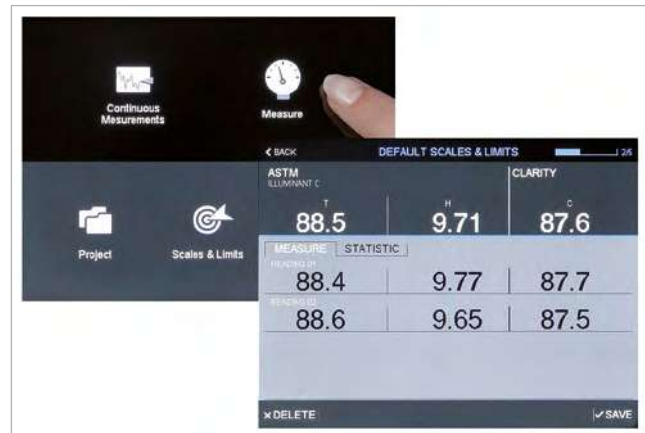 Continuous
Mesurements
Measure
Project
Scales & Limits
BACK
DEFAULT SCALES & LIMITS
2/6
ASTM
ILLUMINANT C
CLARITY
T
H
C
88.5
9.71
87.6
MEASURE
STATISTIC
READING 01
88.4
9.77
87.7
READING 02
88.6
9.65
87.5
DELETE
SAVE